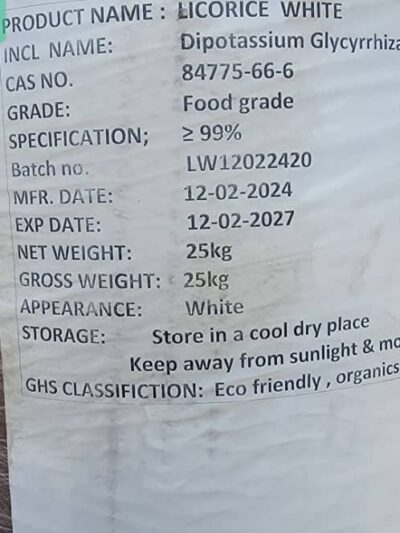 PRODUCT NAME : LICORICE WHITE
INCL NAME: Dipotassium Glycyrrhiza
CAS NO. 84775-66-6
GRADE: Food grade
SPECIFICATION; ≥ 99%
Batch no. LW12022420
MFR. DATE: 12-02-2024
EXP DATE: 12-02-2027
NET WEIGHT: 25kg
GROSS WEIGHT: 25kg
APPEARANCE: White
STORAGE: Store in a cool dry place
Keep away from sunlight & mo
GHS CLASSIFICTION: Eco friendly , organics